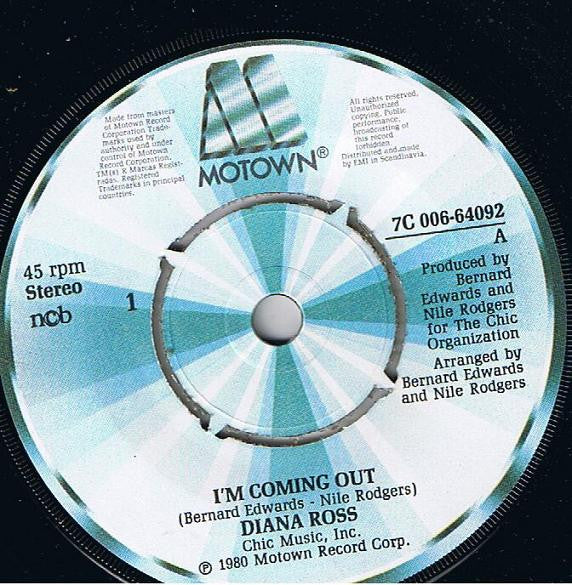 Made from masters
of Motown Record
Corporation Trade-
marks used by
authority and under
control of Motown
Record Corporation.
TM(s) R Marcas Regist-
radas. Registered
Trademarks in principal
countries.
MOTOWN®
All rights reserved.
Unauthorized
copying. Public
performance,
broadcasting of
this record
forbidden
Distributed and made
by EMI in Scandinavia.
7C 006-64092
A
45 rpm
Stereo
ncb
1
Produced by
Bernard
Edwards and
Nile Rodgers
for The Chic
Organization
Arranged by
Bernard Edwards
and Nile Rodgers
I'M COMING OUT
(Bernard Edwards - Nile Rodgers)
DIANA ROSS
Chic Music, Inc.
℗ 1980 Motown Record Corp.